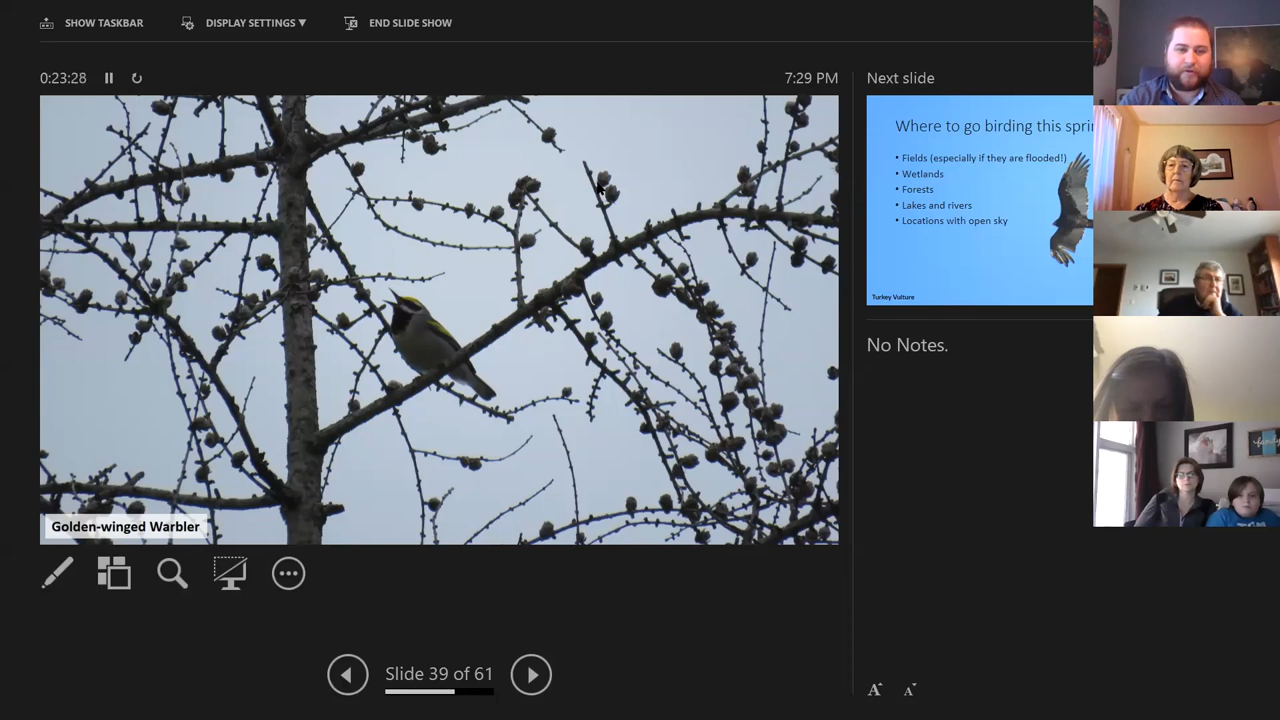 SHOW TASKBAR
DISPLAY SETTINGS ▼
END SLIDE SHOW
0:23:28
7:29 PM
Next slide
Where to go birding this spri
• Fields (especially if they are flooded!)
• Wetlands
• Forests
• Lakes and rivers
• Locations with open sky
Turkey Vulture
No Notes.
Golden-winged Warbler
Slide 39 of 61
A A